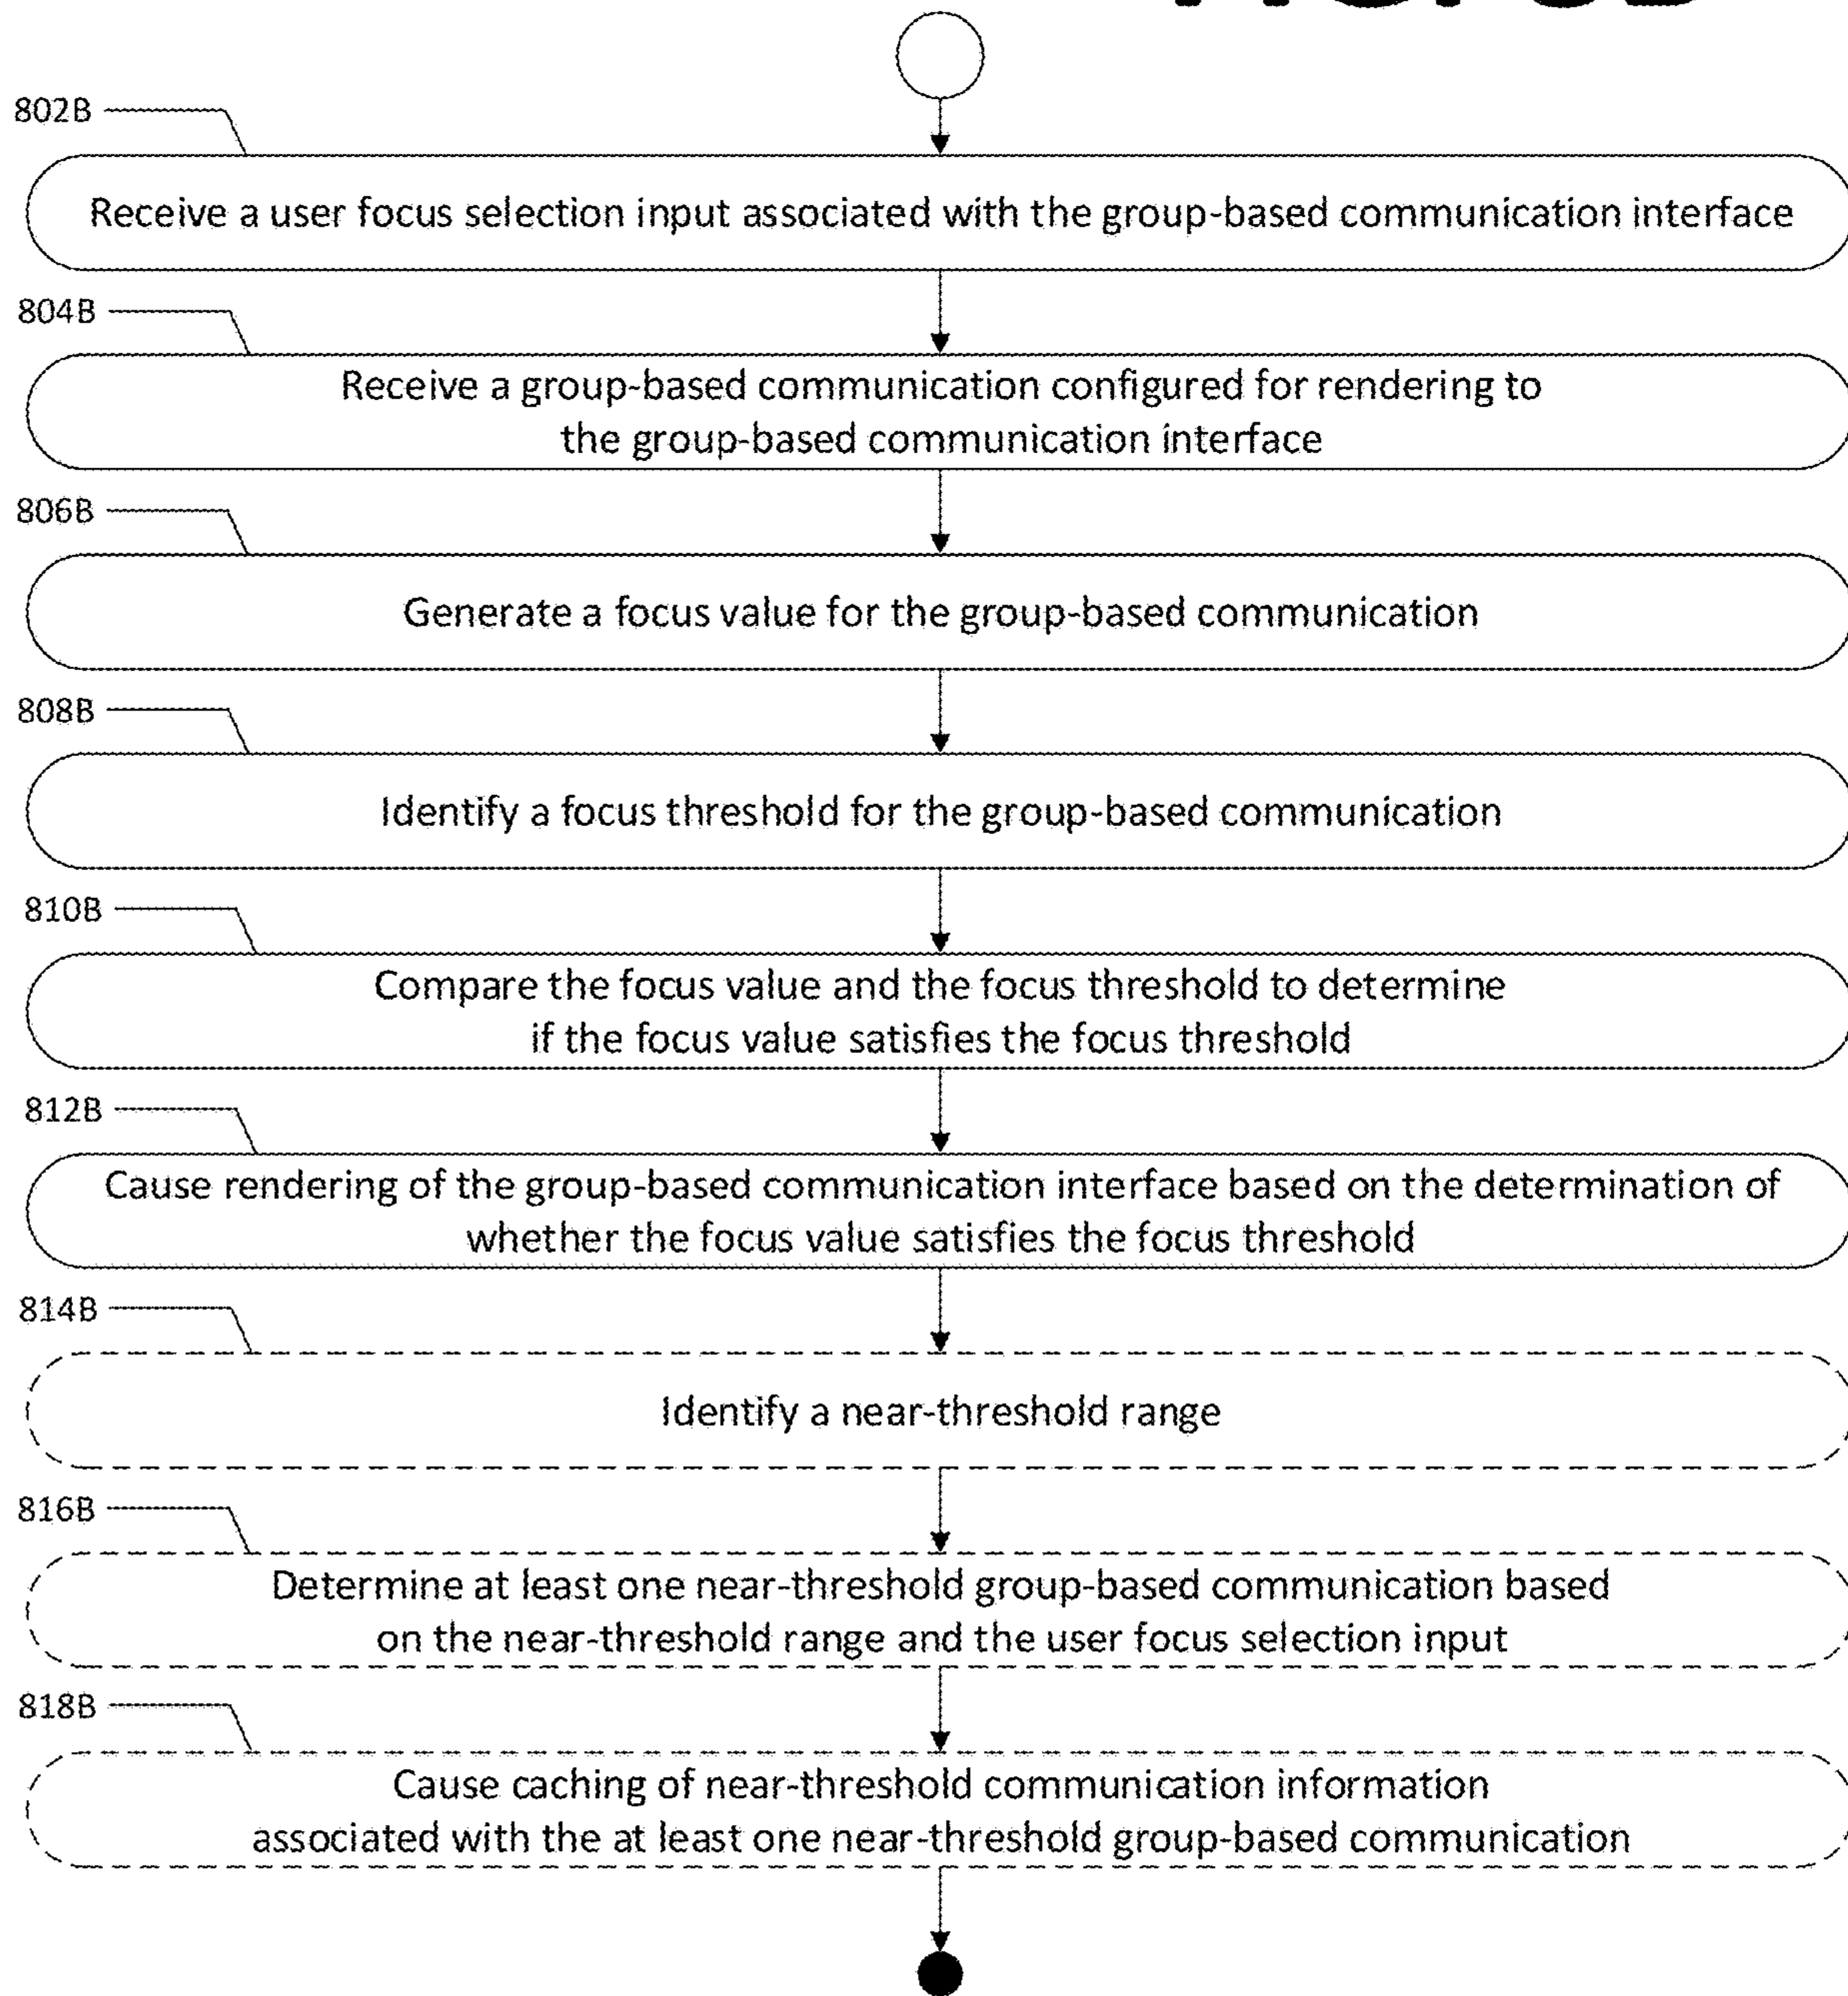 802B
Receive a user focus selection input associated with the group-based communication interface
804B
Receive a group-based communication configured for rendering to
the group-based communication interface
806B
Generate a focus value for the group-based communication
808B
Identify a focus threshold for the group-based communication
810B
Compare the focus value and the focus threshold to determine
if the focus value satisfies the focus threshold
812B
Cause rendering of the group-based communication interface based on the determination of
whether the focus value satisfies the focus threshold
814B
Identify a near-threshold range
816B
Determine at least one near-threshold group-based communication based
on the near-threshold range and the user focus selection input
818B
Cause caching of near-threshold communication information
associated with the at least one near-threshold group-based communication